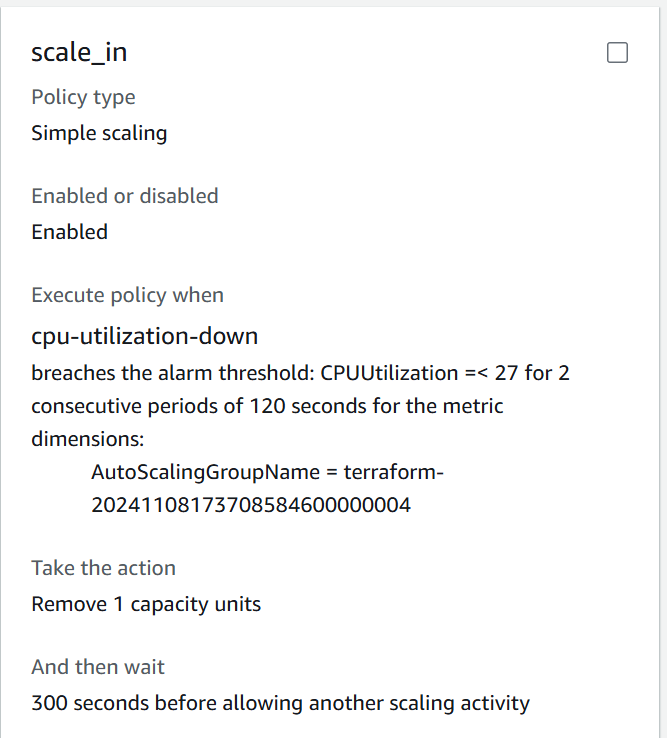 scale_in
Policy type
Simple scaling
Enabled or disabled
Enabled
Execute policy when
cpu-utilization-down
breaches the alarm threshold: CPUUtilization =< 27 for 2
consecutive periods of 120 seconds for the metric
dimensions:
AutoScalingGroupName = terraform-
20241108173708584600000004
Take the action
Remove 1 capacity units
And then wait
300 seconds before allowing another scaling activity